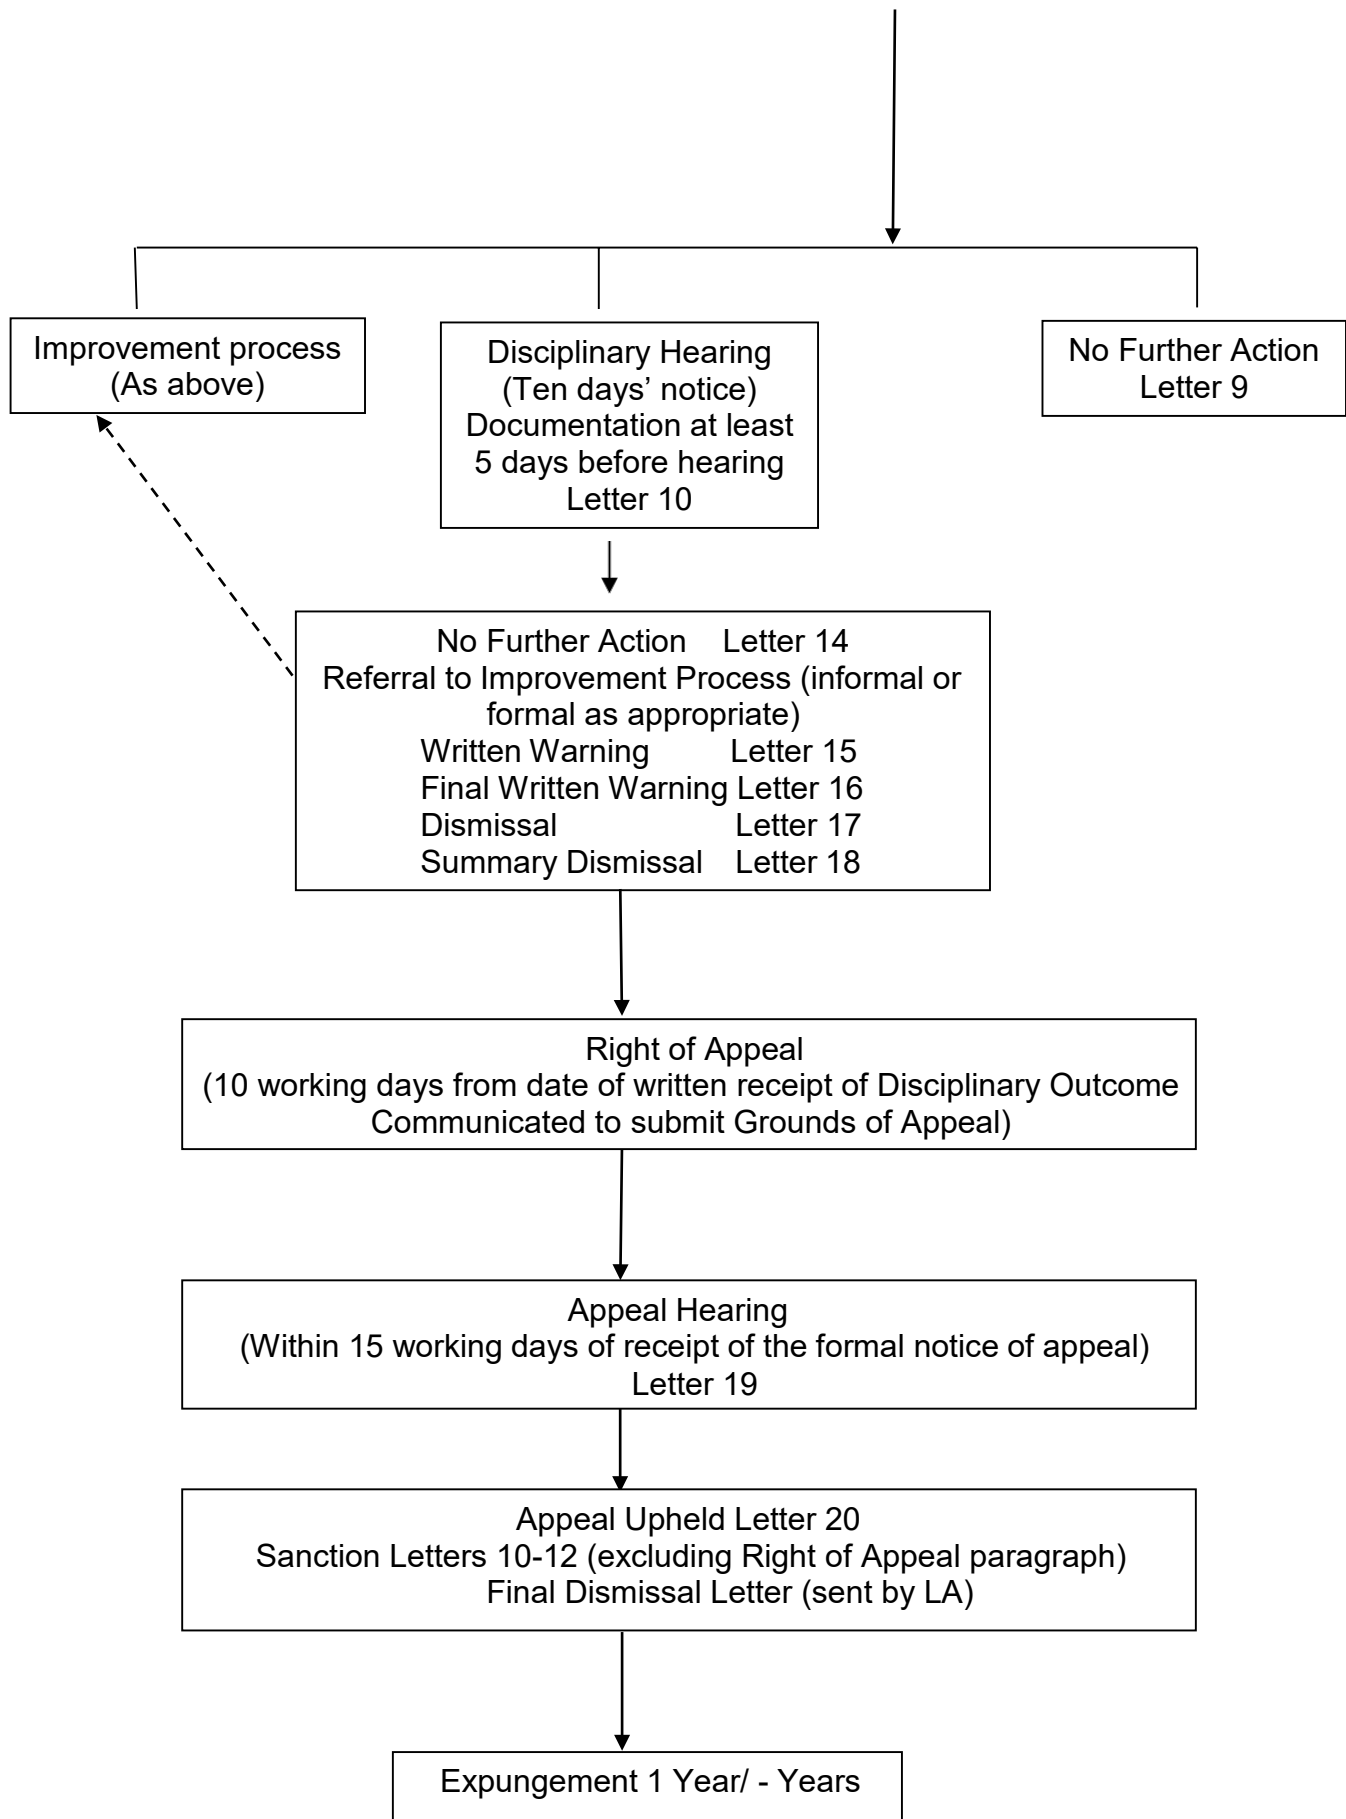 Improvement process
(As above)
Disciplinary Hearing
(Ten days’ notice)
Documentation at least
5 days before hearing
Letter 10
No Further Action
Letter 9
No Further Action Letter 14
Referral to Improvement Process (informal or
formal as appropriate)
Written Warning Letter 15
Final Written Warning Letter 16
Dismissal Letter 17
Summary Dismissal Letter 18
Right of Appeal
(10 working days from date of written receipt of Disciplinary Outcome
Communicated to submit Grounds of Appeal)
Appeal Hearing
(Within 15 working days of receipt of the formal notice of appeal)
Letter 19
Appeal Upheld Letter 20
Sanction Letters 10-12 (excluding Right of Appeal paragraph)
Final Dismissal Letter (sent by LA)
Expungement 1 Year/ - Years